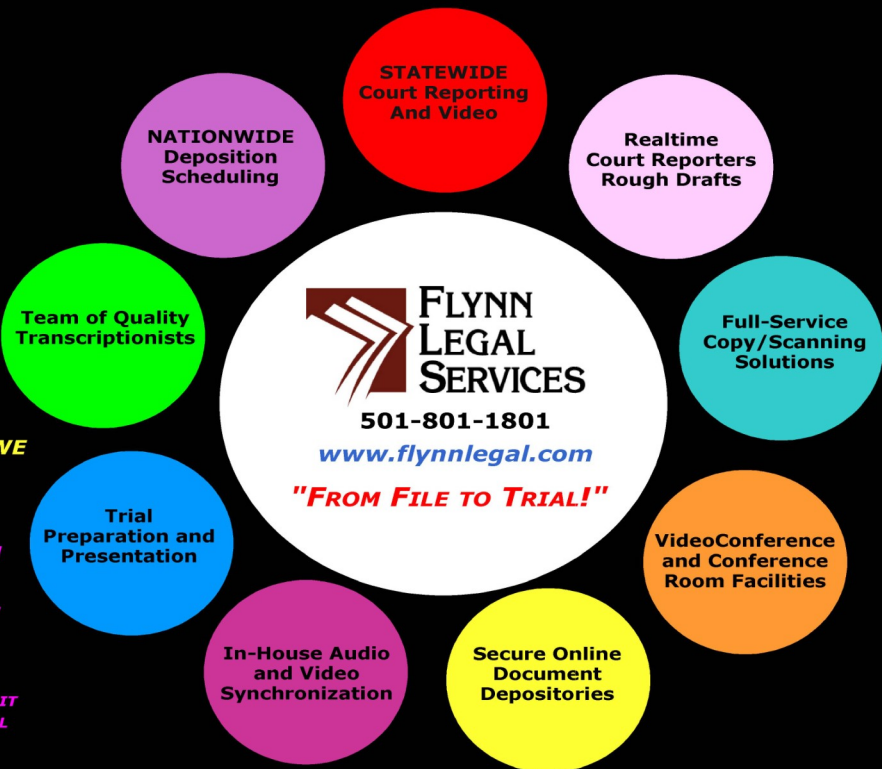 STATEWIDE
Court Reporting
And Video
NATIONWIDE
Deposition
Scheduling
Realtime
Court Reporters
Rough Drafts
Team of Quality
Transcriptionists
Full-Service
Copy/Scanning
Solutions
FLYNN
LEGAL
SERVICES
501-801-1801
www.flynnlegal.com
"FROM FILE TO TRIAL!"
Trial
Preparation and
Presentation
VideoConference
and Conference
Room Facilities
In-House Audio
and Video
Synchronization
Secure Online
Document
Depositories